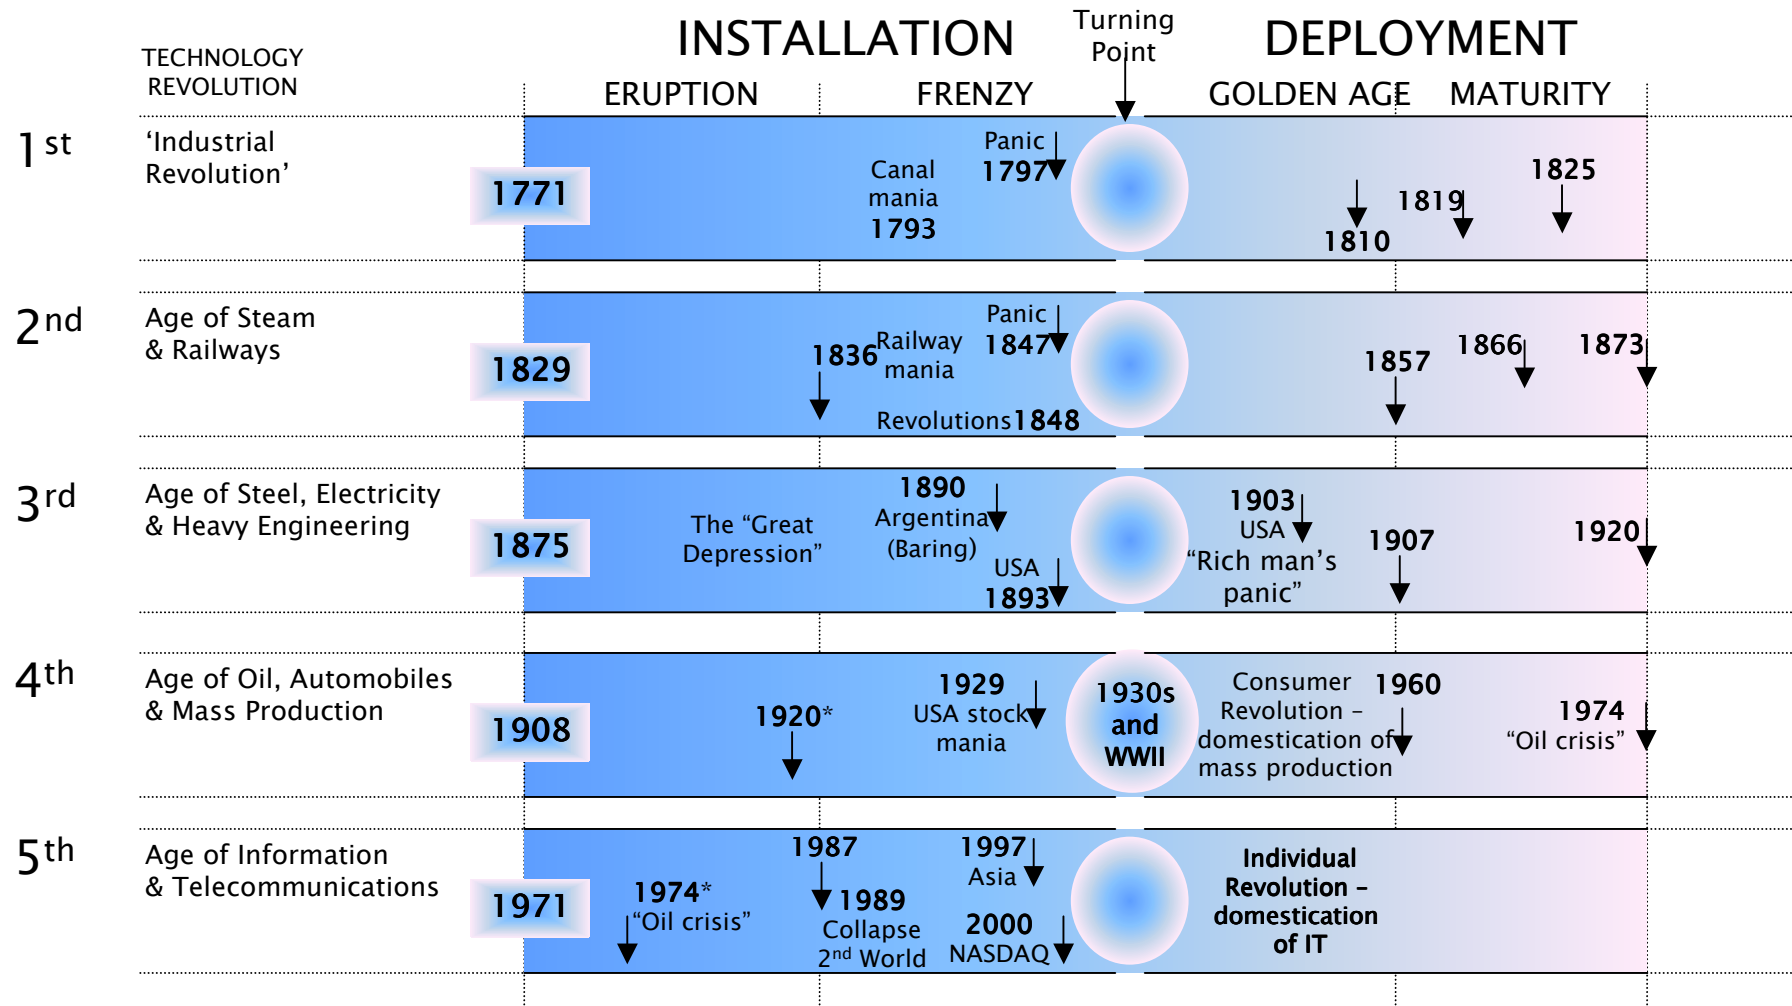 INSTALLATION
Turning
Point
DEPLOYMENT
TECHNOLOGY
REVOLUTION
ERUPTION
FRENZY
GOLDEN AGE
MATURITY
1st
‘Industrial
Revolution’
1771
Canal
mania
1793
Panic
1797
1810
1819
1825
2nd
Age of Steam
& Railways
1829
1836
Railway
mania
Panic
1847
Revolutions 1848
1857
1866
1873
3rd
Age of Steel, Electricity
& Heavy Engineering
1875
The “Great
Depression”
1890
Argentina
(Baring)
USA
1893
1903
USA
“Rich man’s
panic”
1907
1920
4th
Age of Oil, Automobiles
& Mass Production
1908
1920*
1929
USA stock
mania
1930s
and
WWII
Consumer
Revolution –
domestication of
mass production
1960
1974
“Oil crisis”
5th
Age of Information
& Telecommunications
1971
1974*
“Oil crisis”
1987
1989
Collapse
2nd World
1997
Asia
2000
NASDAQ
Individual
Revolution –
domestication
of IT